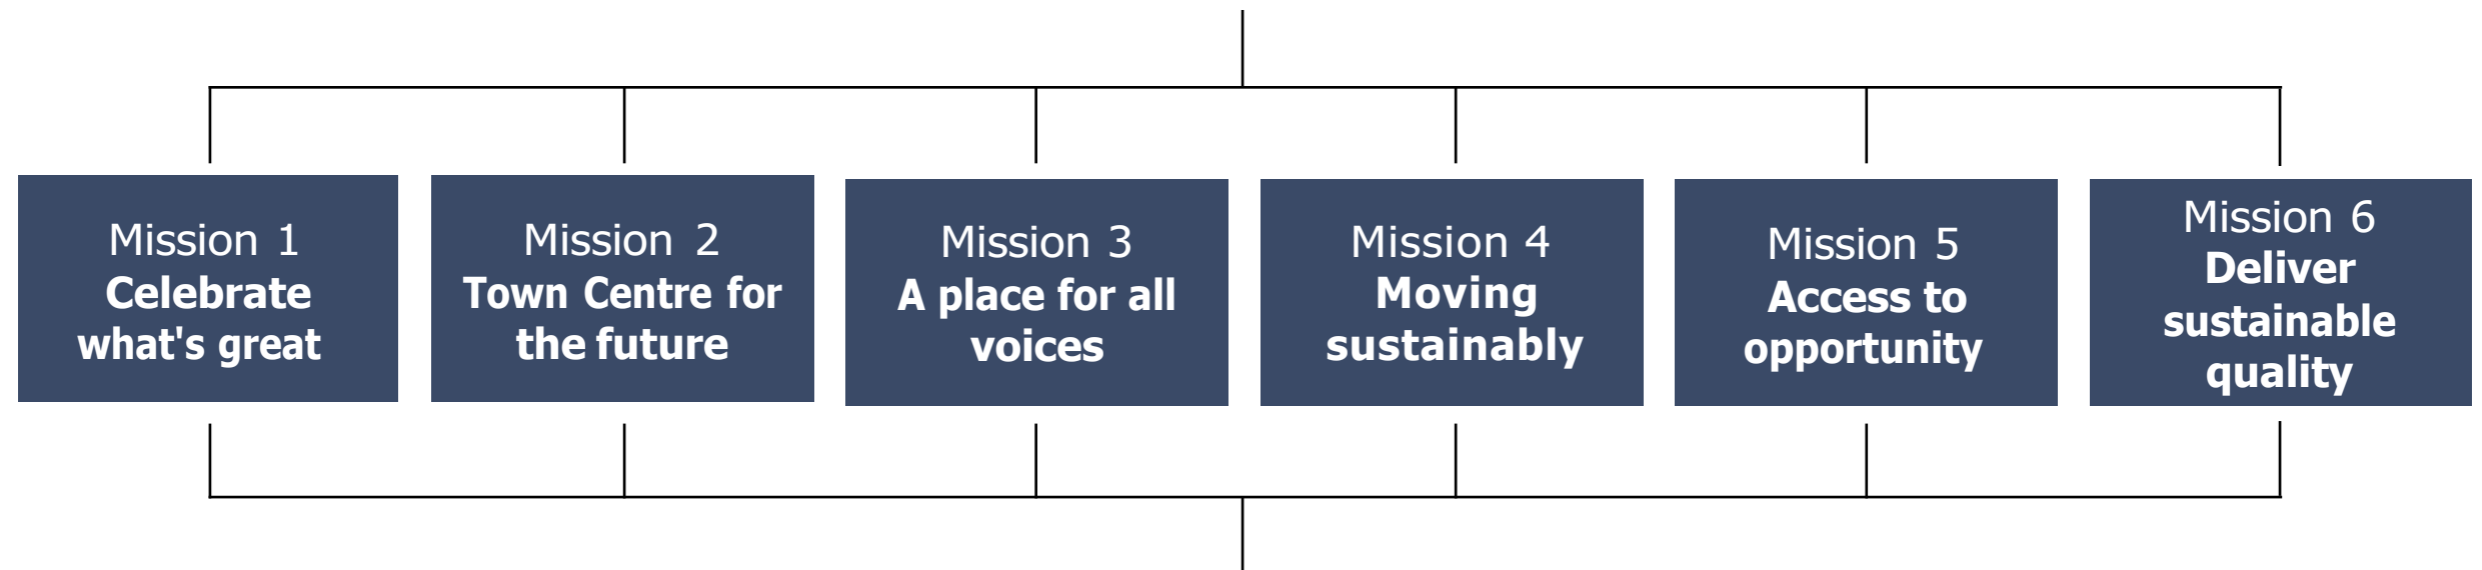 Mission 1
Celebrate
what's great
Mission 2
Town Centre for
the future
Mission 3
A place for all
voices
Mission 4
Moving
sustainably
Mission 5
Access to
opportunity
Mission 6
Deliver
sustainable
quality